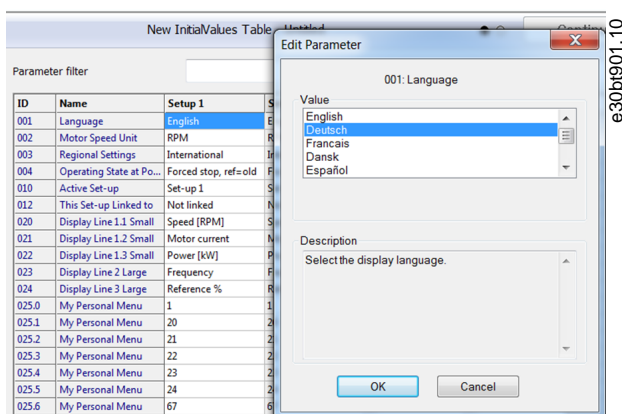 New InitialValues Table - Untitled
Edit Parameter
Parameter filter
ID Name Setup 1
001 Language English
002 Motor Speed Unit RPM
003 Regional Settings International
004 Operating State at Po... Forced stop, ref=old
010 Active Set-up Set-up 1
012 This Set-up Linked to Not linked
020 Display Line 1.1 Small Speed [RPM]
021 Display Line 1.2 Small Motor current
022 Display Line 1.3 Small Power [kW]
023 Display Line 2 Large Frequency
024 Display Line 3 Large Reference %
025.0 My Personal Menu 1
025.1 My Personal Menu 20
025.2 My Personal Menu 21
025.3 My Personal Menu 22
025.4 My Personal Menu 23
025.5 My Personal Menu 24
025.6 My Personal Menu 67
001: Language
Value
English
Deutsch
Francais
Dansk
Español
Description
Select the display language.
OK Cancel
e30bt901.10